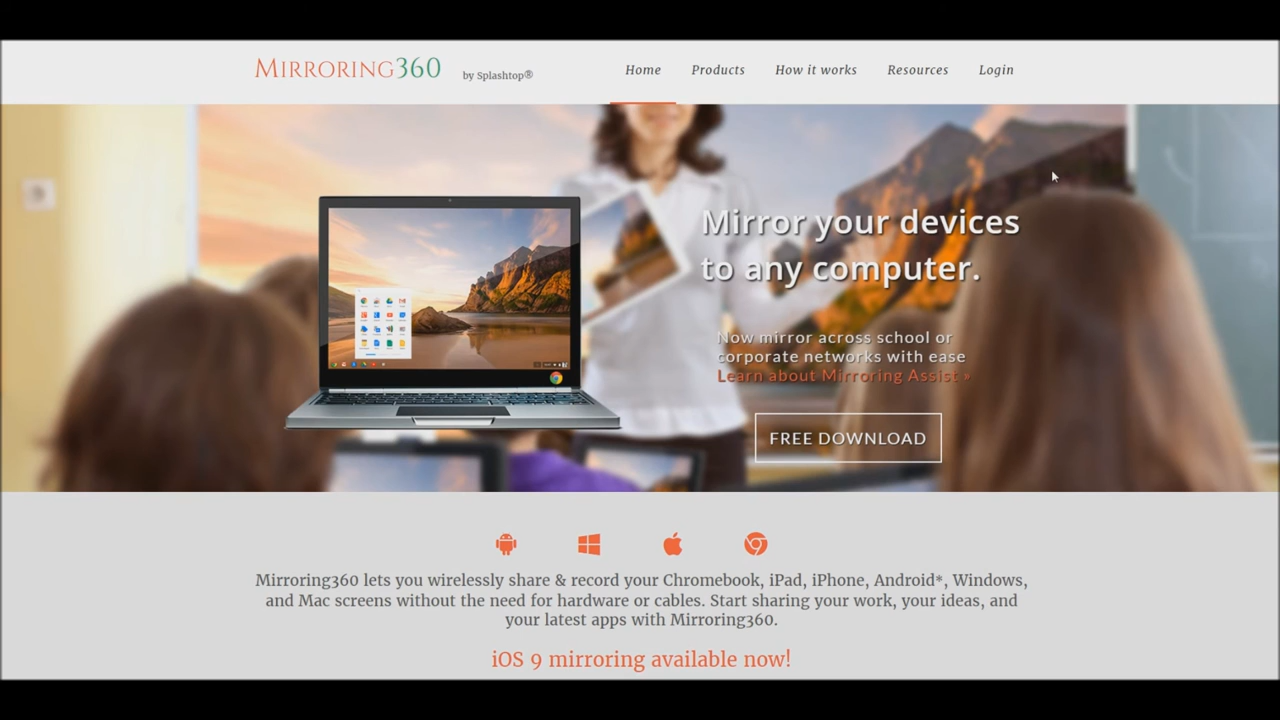 MIRRORING360 by Splashtop®
Home Products How it works Resources Login
Mirror your devices
to any computer.
Now mirror across school or
corporate networks with ease
Learn about Mirroring Assist »
FREE DOWNLOAD
Mirroring360 lets you wirelessly share & record your Chromebook, iPad, iPhone, Android*, Windows,
and Mac screens without the need for hardware or cables. Start sharing your work, your ideas, and
your latest apps with Mirroring360.
iOS 9 mirroring available now!